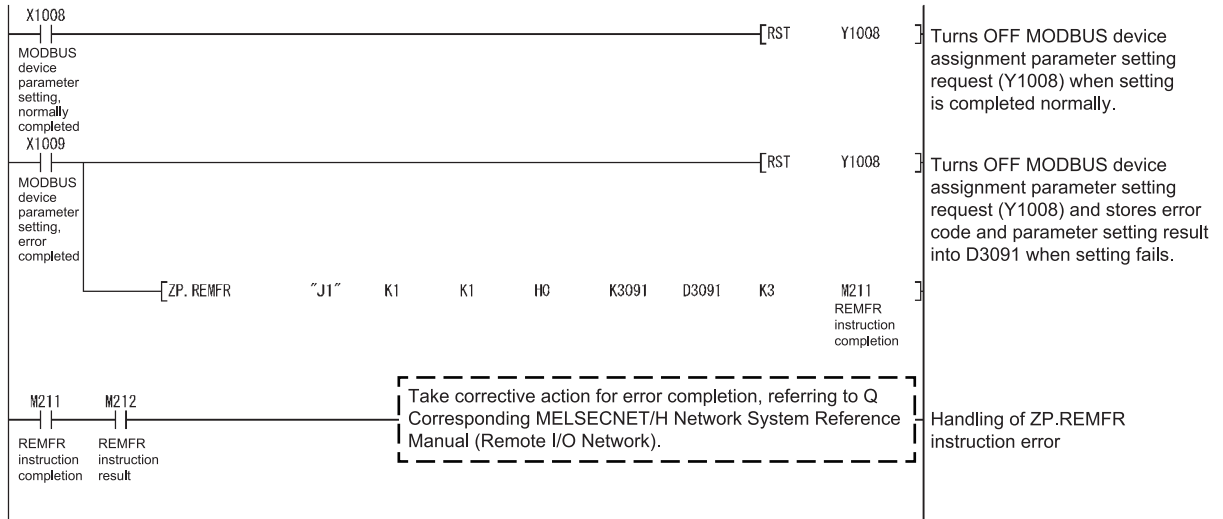 X1008
[RST Y1008 ]
MODBUS
device
parameter
setting,
normally
completed
Turns OFF MODBUS device
assignment parameter setting
request (Y1008) when setting
is completed normally.
X1009
[RST Y1008 ]
MODBUS
device
parameter
setting,
error
completed
Turns OFF MODBUS device
assignment parameter setting
request (Y1008) and stores error
code and parameter setting result
into D3091 when setting fails.
[ZP.REMFR "J1" K1 K1 H0 K3091 D3091 K3 M211 ]
REMFR
instruction
completion
M211 M212
REMFR
instruction
completion
REMFR
instruction
result
Take corrective action for error completion, referring to Q
Corresponding MELSECNET/H Network System Reference
Manual (Remote I/O Network).
Handling of ZP.REMFR
instruction error